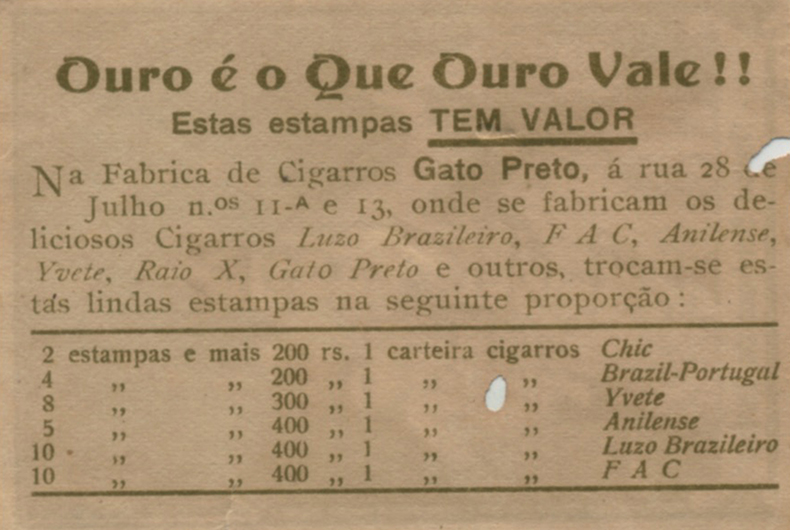 Ouro é o Que Ouro Vale!!
Estas estampas TEM VALOR
Na Fabrica de Cigarros Gato Preto, á rua 28 de
Julho n.os 11-A e 13, onde se fabricam os de-
liciosos Cigarros Luzo Brazileiro, F A C, Anilense,
Yvete, Raio X, Gato Preto e outros, trocam-se es-
tas lindas estampas na seguinte proporção:
2 estampas e mais 200 rs. 1 carteira cigarros Chic
4 ,, ,, 200 ,, 1 ,, ,, Brazil-Portugal
8 ,, ,, 300 ,, 1 ,, ,, Yvete
5 ,, ,, 400 ,, 1 ,, ,, Anilense
10 ,, ,, 400 ,, 1 ,, ,, Luzo Brazileiro
10 ,, ,, 400 ,, 1 ,, ,, F A C